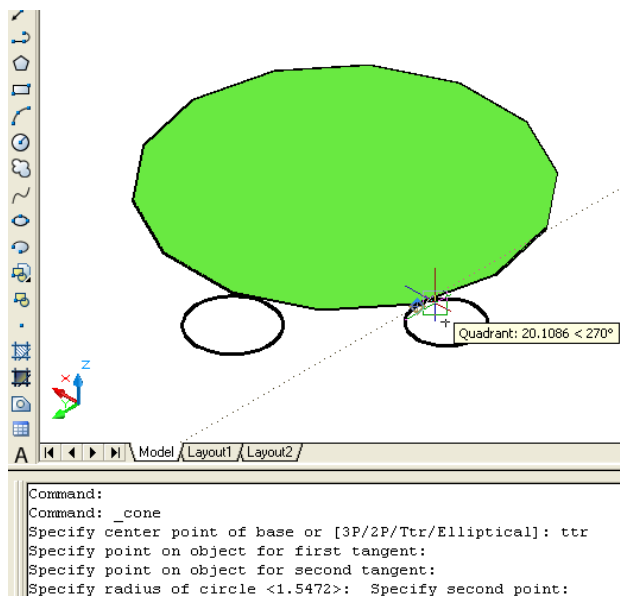 Quadrant: 20.1086 < 270°
X
Y
Z
A
Model Layout1 Layout2
Command:
Command: _cone
Specify center point of base or [3P/2P/Ttr/Elliptical]: ttr
Specify point on object for first tangent:
Specify point on object for second tangent:
Specify radius of circle <1.5472>: Specify second point: